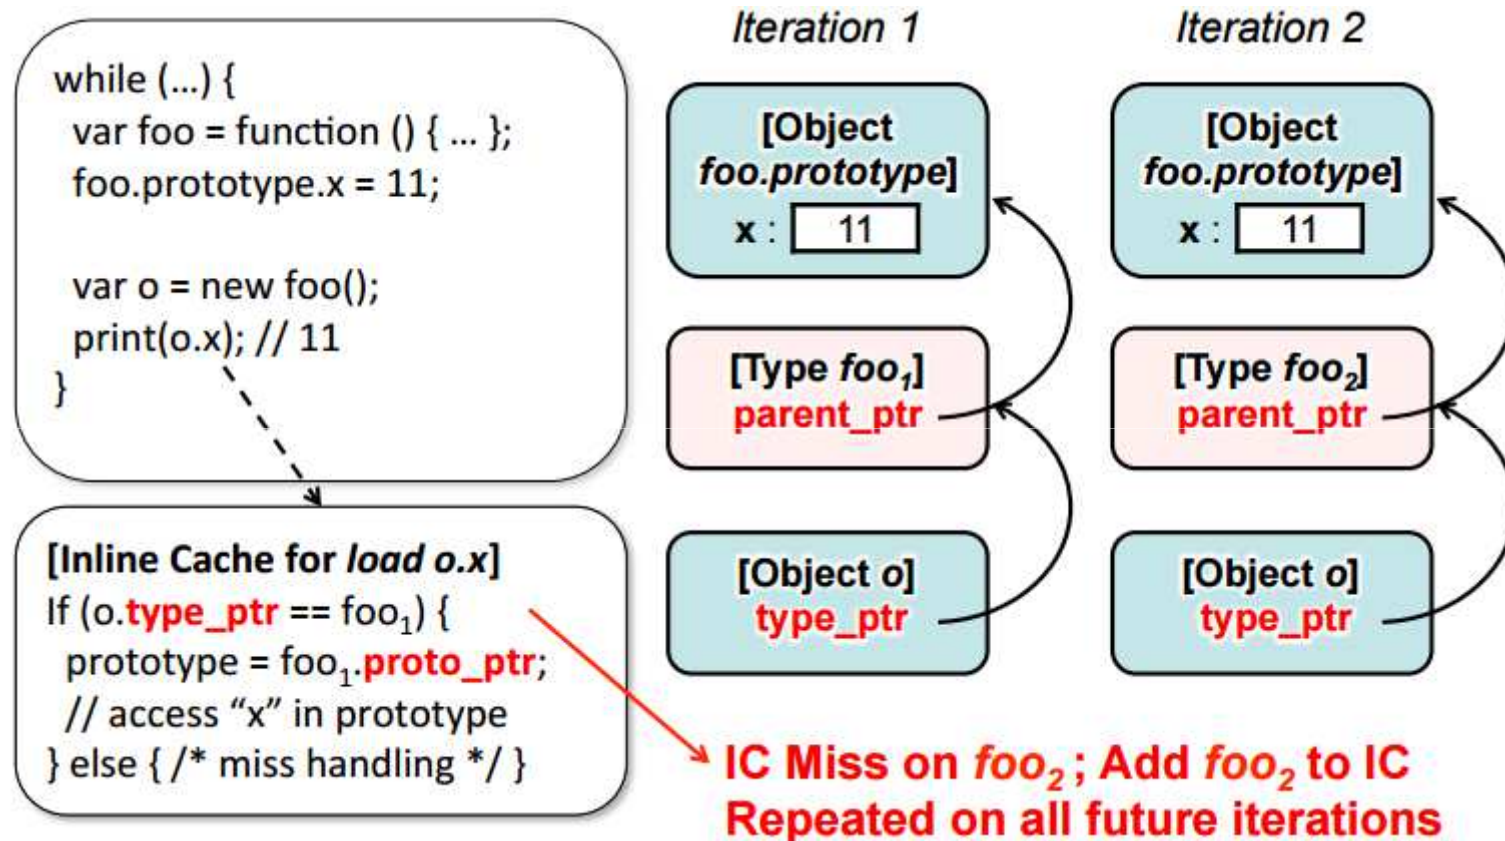 while (…) {
var foo = function () { … };
foo.prototype.x = 11;
var o = new foo();
print(o.x); // 11
}
[Inline Cache for load o.x]
If (o.type_ptr == foo₁) {
prototype = foo₁.proto_ptr;
// access “x” in prototype
} else { /* miss handling */ }
Iteration 1
[Object
foo.prototype]
x : 11
[Type foo₁]
parent_ptr
[Object o]
type_ptr
Iteration 2
[Object
foo.prototype]
x : 11
[Type foo₂]
parent_ptr
[Object o]
type_ptr
IC Miss on foo₂ ; Add foo₂ to IC
Repeated on all future iterations